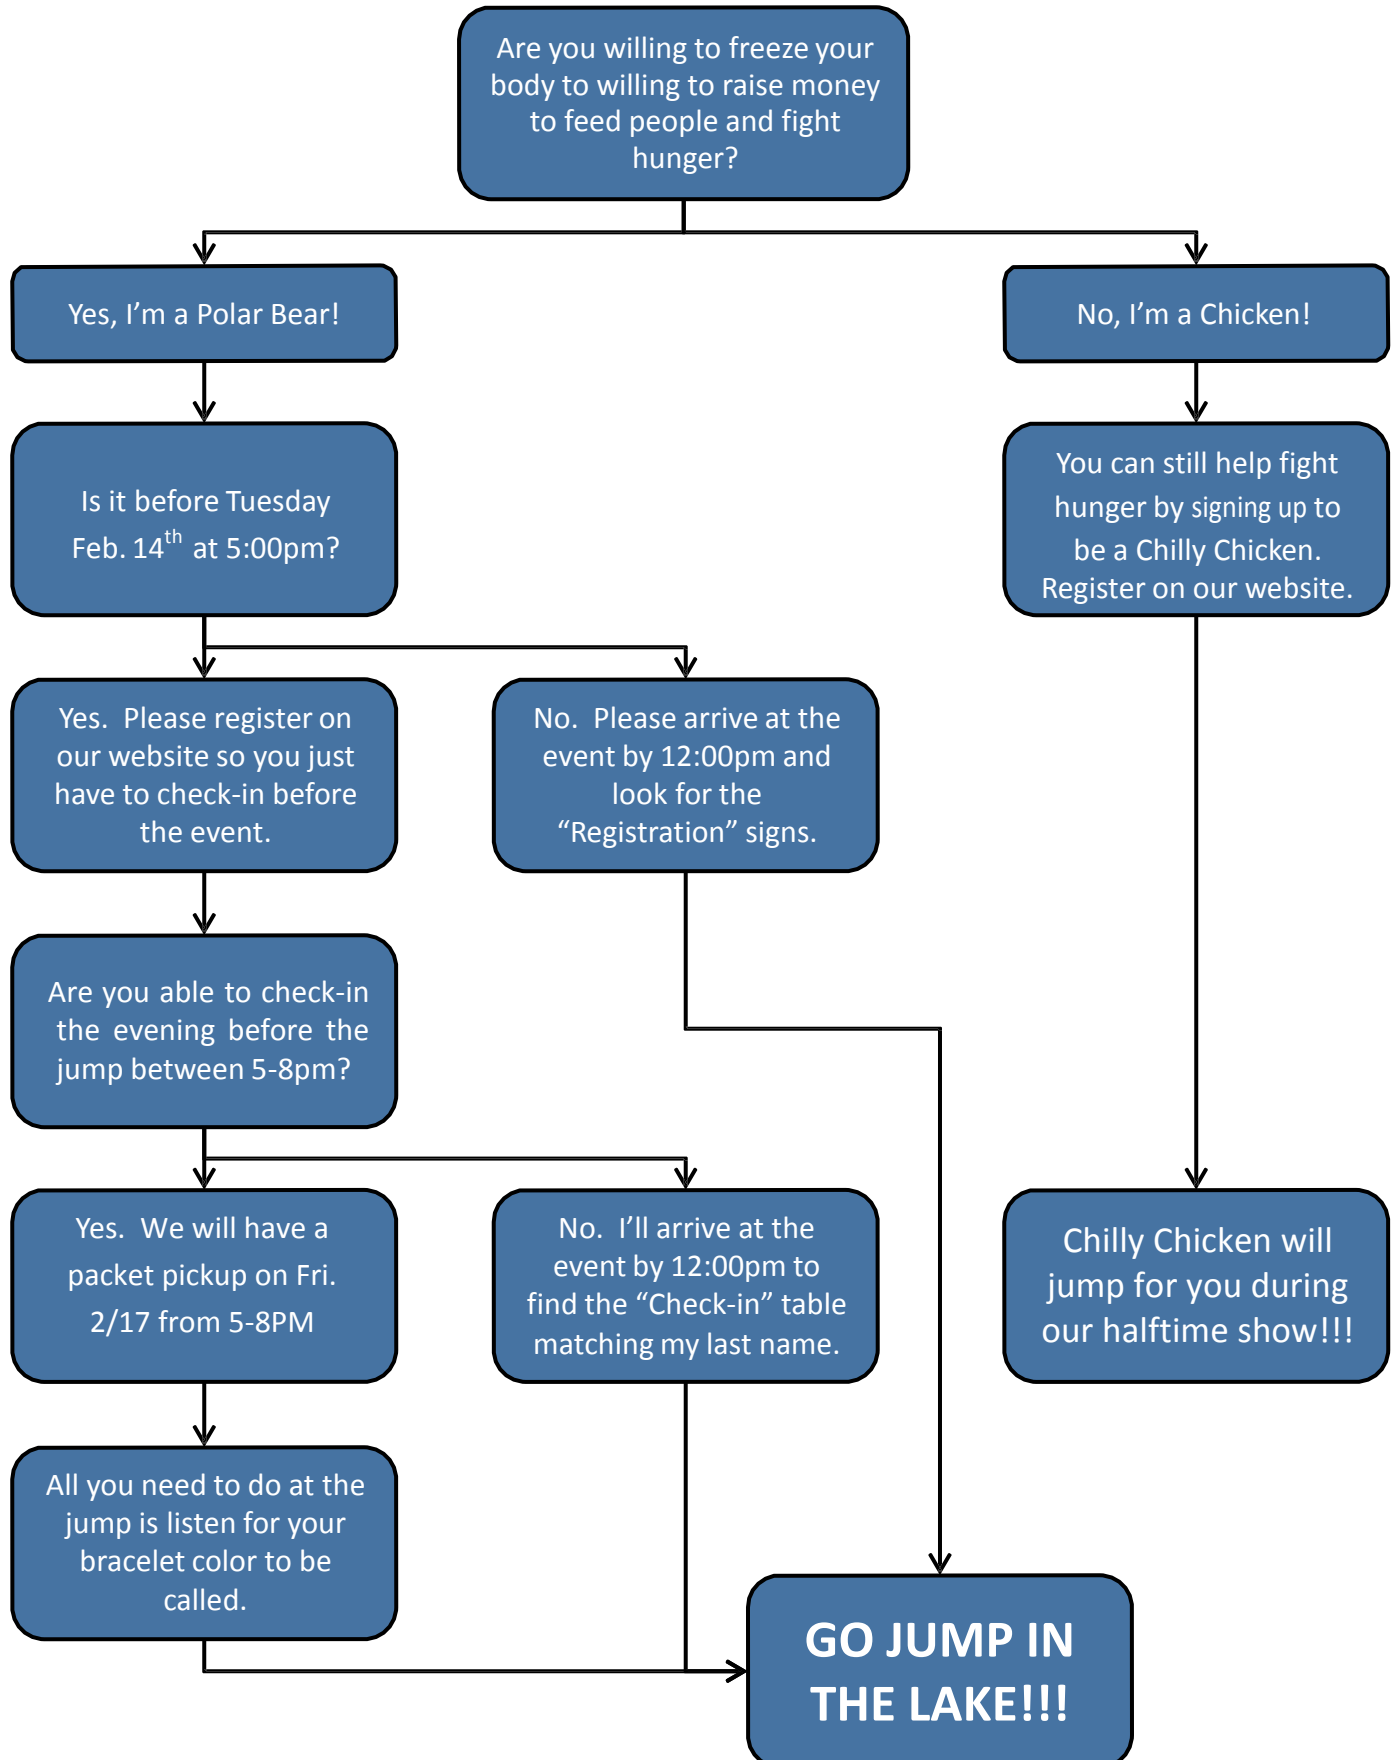 Are you willing to freeze your
body to willing to raise money
to feed people and fight
hunger?
Yes, I’m a Polar Bear!
No, I’m a Chicken!
Is it before Tuesday
Feb. 14th at 5:00pm?
You can still help fight
hunger by signing up to
be a Chilly Chicken.
Register on our website.
Yes.  Please register on
our website so you just
have to check-in before
the event.
No.  Please arrive at the
event by 12:00pm and
look for the
“Registration” signs.
Are you able to check-in
the evening before the
jump between 5-8pm?
Yes.  We will have a
packet pickup on Fri.
2/17 from 5-8PM
No.  I’ll arrive at the
event by 12:00pm to
find the “Check-in” table
matching my last name.
Chilly Chicken will
jump for you during
our halftime show!!!
All you need to do at the
jump is listen for your
bracelet color to be
called.
GO JUMP IN
THE LAKE!!!